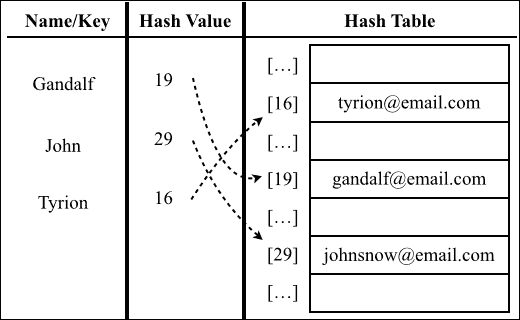 Name/Key Hash Value Hash Table
[…]
Gandalf 19
[16] tyrion@email.com
John 29 […]
[19] gandalf@email.com
Tyrion 16
[…]
[29] johnsnow@email.com
[…]